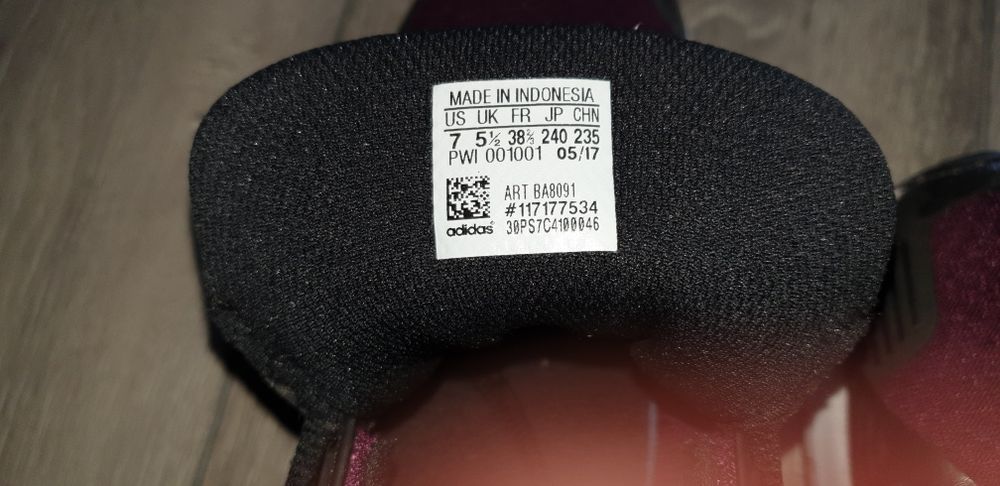 MADE IN INDONESIA
US UK FR JP CHN
7 5½ 38⅔ 240 235
PWI 001001 05/17
ART BA8091
#117177534
adidas 30PS7C4100046